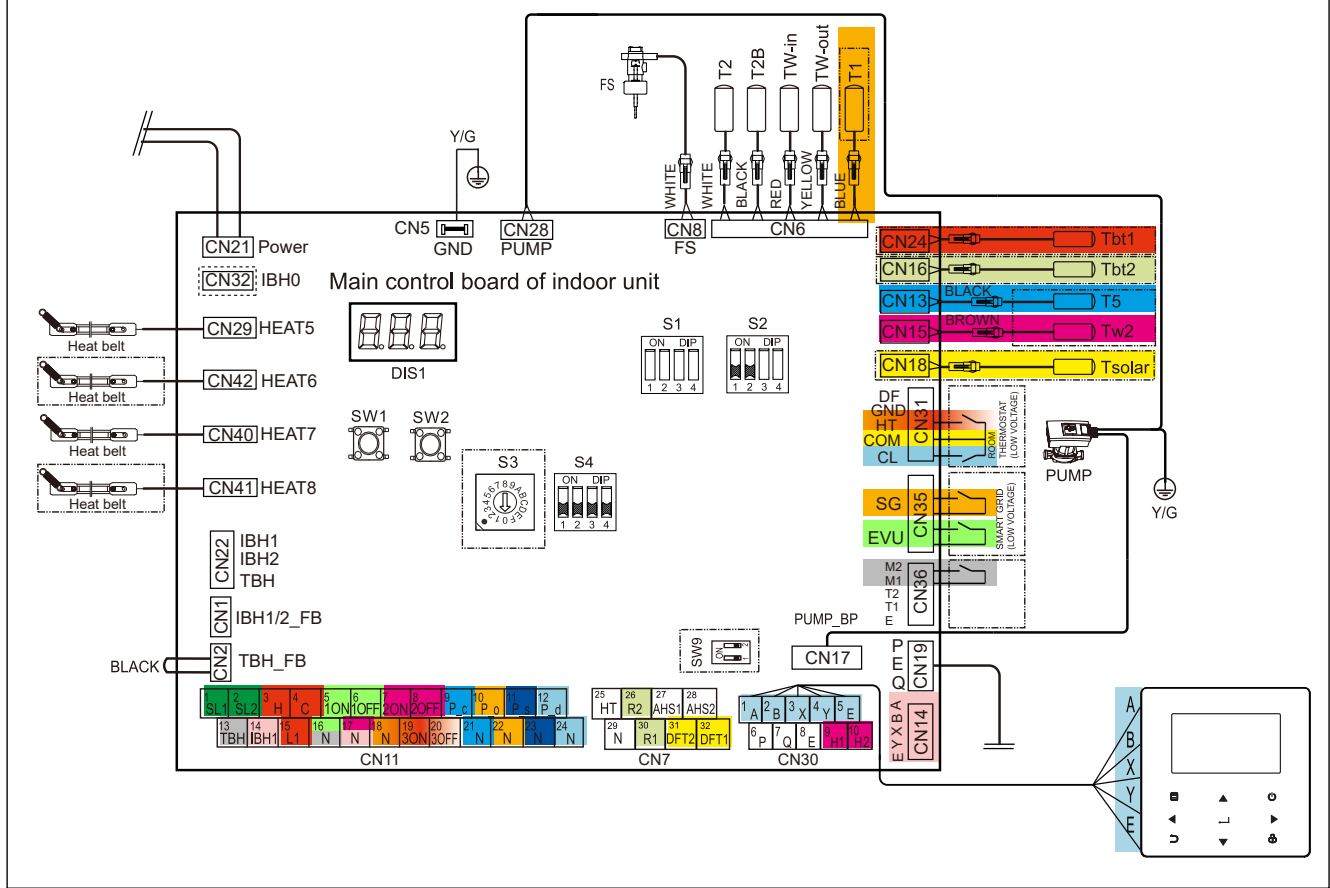 FS
T2
T2B
TW-in
TW-out
T1
WHITE
WHITE
BLACK
RED
YELLOW
BLUE
Y/G
CN5
GND
CN28
PUMP
CN8
FS
CN6
CN21 Power
CN32 IBH0
Main control board of indoor unit
DIS1
CN29 HEAT5
Heat belt
CN42 HEAT6
Heat belt
CN40 HEAT7
Heat belt
CN41 HEAT8
Heat belt
S1
ON DIP
1 2 3 4
S2
ON DIP
1 2 3 4
SW1
SW2
S3
0123456789ABCDEF
S4
ON DIP
1 2 3 4
CN24
Tbt1
CN16
Tbt2
CN13
BLACK
T5
CN15
BROWN
Tw2
CN18
Tsolar
DF
GND
HT
COM
CL
CN31
ROOM
THERMOSTAT
(LOW VOLTAGE)
SG
EVU
CN35
SMART GRID
(LOW VOLTAGE)
M2
M1
T2
T1
E
CN36
PUMP
Y/G
CN22
IBH1
IBH2
TBH
CN1
IBH1/2_FB
BLACK
CN2
TBH_FB
PUMP_BP
CN17
SW9
ON
1 2
P
E
Q
CN19
E Y X B A
CN14
1 SL1
2 SL2
3 H
4 C
5 1ON
6 1OFF
7 2ON
8 2OFF
9 P_c
10 P_o
11 P_s
12 P_d
13 TBH
14 IBH1
15 L1
16 N
17 N
18 N
19 3ON
20 3OFF
21 N
22 N
23 N
24 N
CN11
25 HT
26 R2
27 AHS1
28 AHS2
29 N
30 R1
31 DFT2
32 DFT1
CN7
1 A
2 B
3 X
4 Y
5 E
6 P
7 Q
8 E
9 H1
10 H2
CN30
A
B
X
Y
E